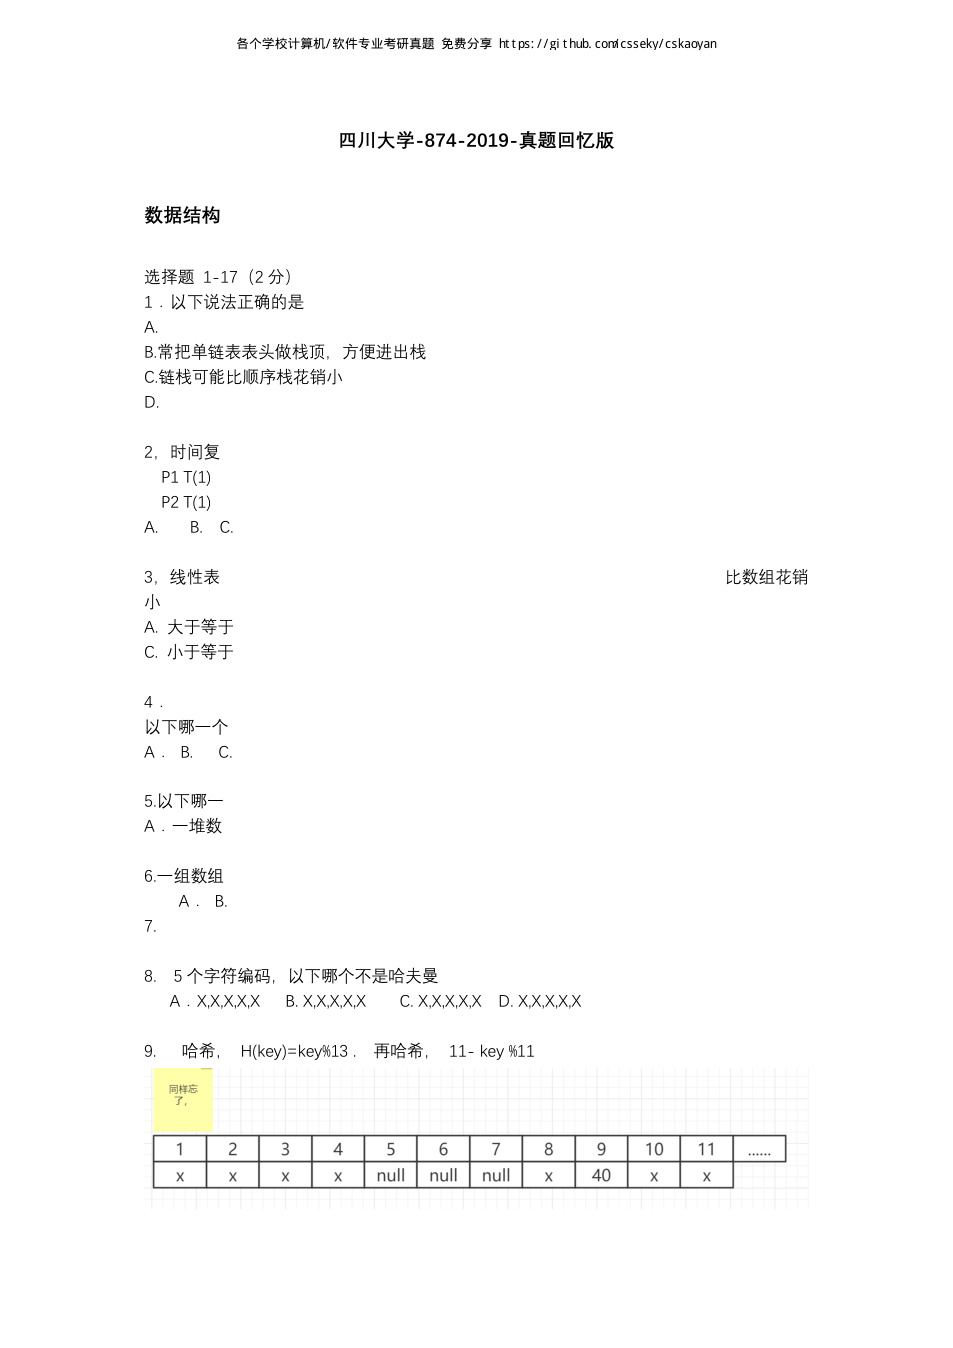 各个学校计算机/软件专业考研真题 免费分享 https://github.com/csseky/cskaoyan
四川大学-874-2019-真题回忆版
数据结构
选择题 1-17（2 分）
1．以下说法正确的是
A.
B.常把单链表表头做栈顶，方便进出栈
C.链栈可能比顺序栈花销小
D.
2，时间复
P1 T(1)
P2 T(1)
A. B. C.
3，线性表 比数组花销
小
A. 大于等于
C. 小于等于
4．
以下哪一个
A． B. C.
5.以下哪一
A．一堆数
6.一组数组
A． B.
7.
8. 5 个字符编码，以下哪个不是哈夫曼
A．X,X,X,X,X B. X,X,X,X,X C. X,X,X,X,X D. X,X,X,X,X
9. 哈希， H(key)=key%13． 再哈希， 11- key %11
同样忘
了，
1 2 3 4 5 6 7 8 9 10 11 ......
x x x x null null null x 40 x x